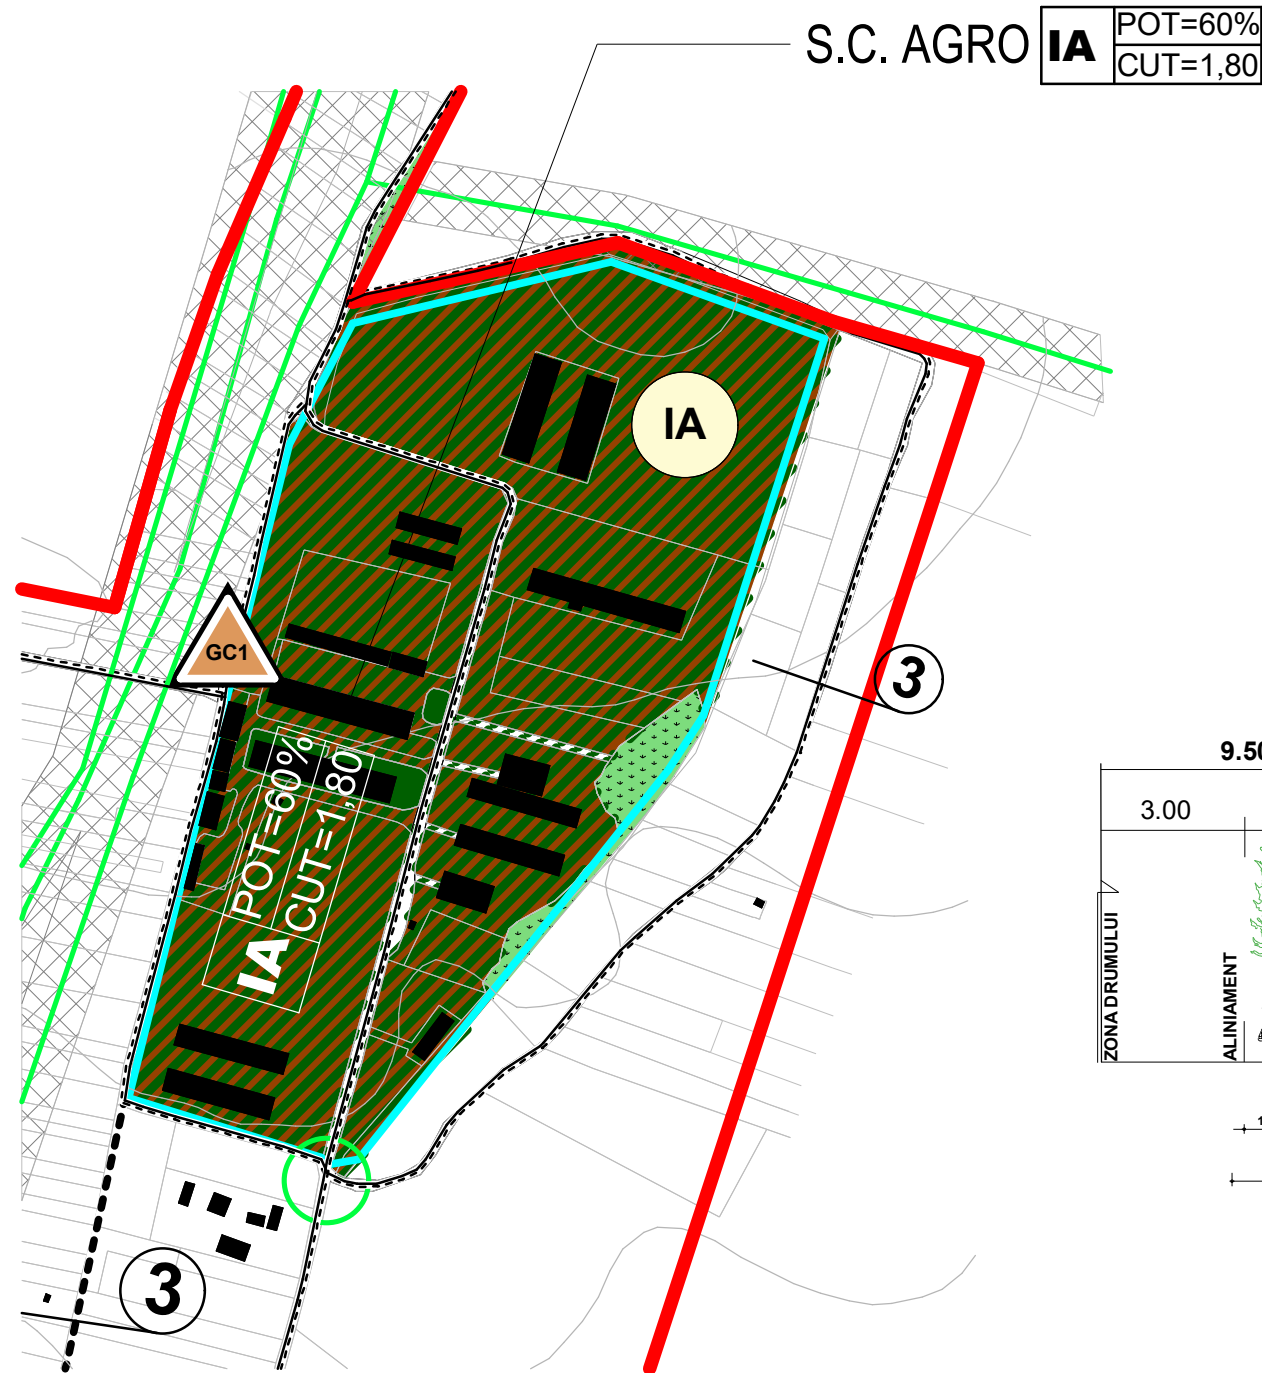 S.C. AGRO IA POT=60%
CUT=1,80
IA
GC1
3
POT=60%
IA CUT=1,80
3
9.50
3.00
ZONA DRUMULUI
ALINIAMENT
1